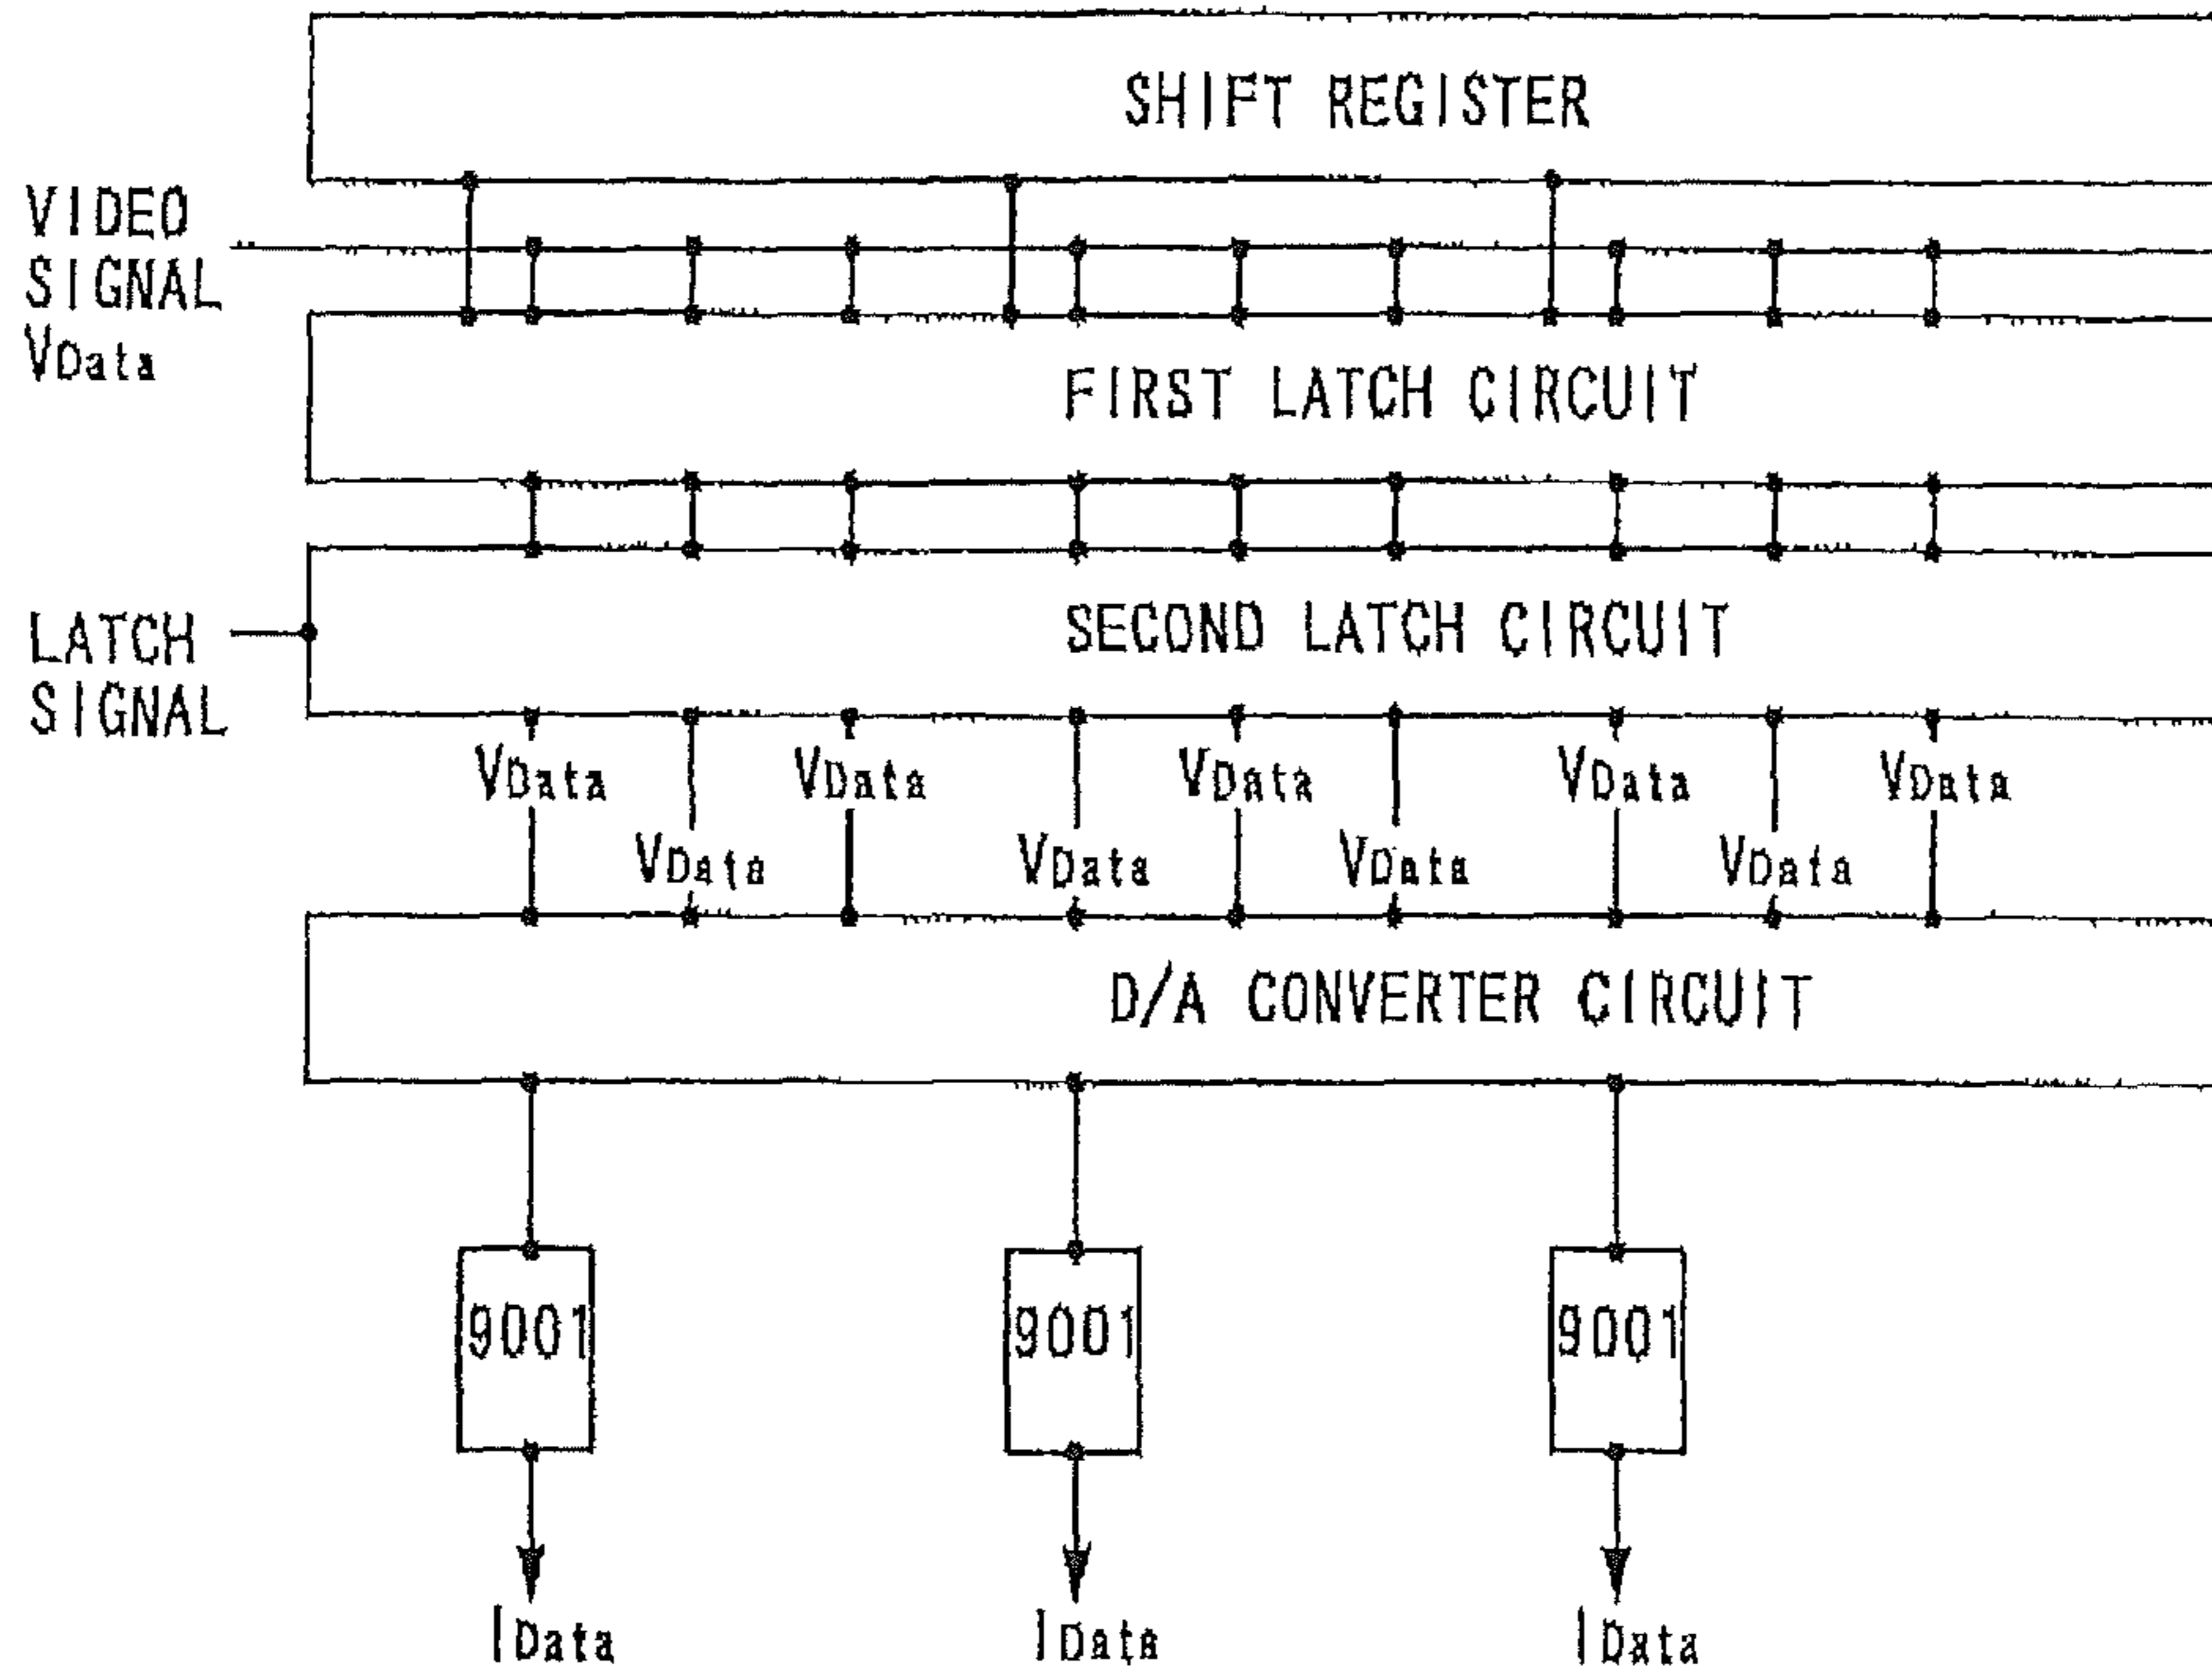 SHIFT REGISTER
VIDEO
SIGNAL
VData
FIRST LATCH CIRCUIT
SECOND LATCH CIRCUIT
LATCH
SIGNAL
VData VData VData VData VData
VData VData VData VData
D/A CONVERTER CIRCUIT
9001 9001 9001
IData IData IData